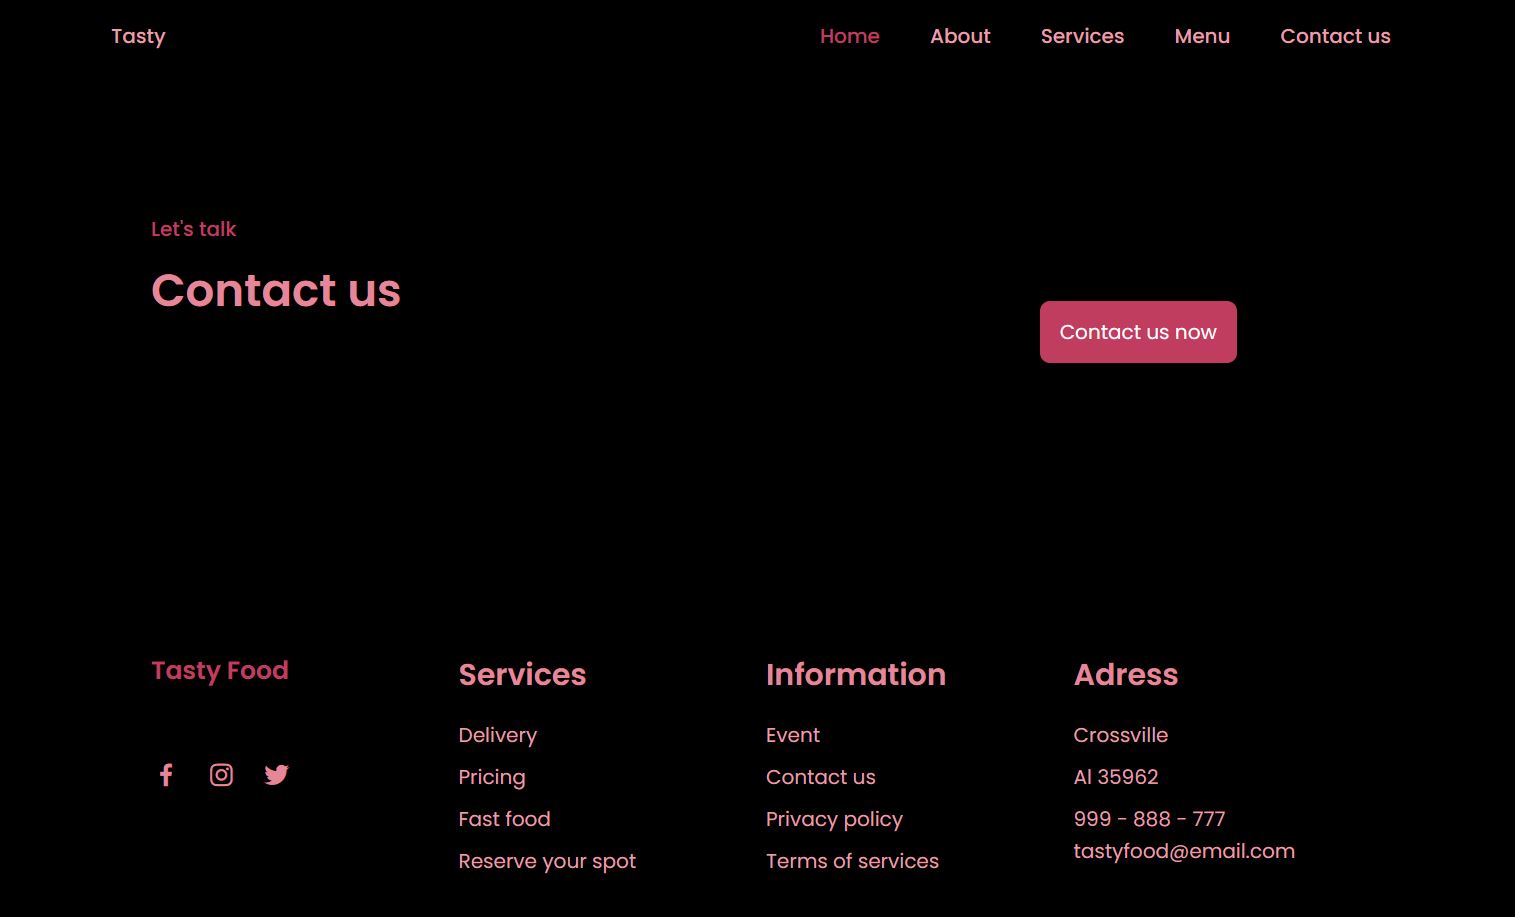 Tasty
Home
About
Services
Menu
Contact us
Let's talk
Contact us
Contact us now
Tasty Food
Services
Delivery
Pricing
Fast food
Reserve your spot
Information
Event
Contact us
Privacy policy
Terms of services
Adress
Crossville
Al 35962
999 - 888 - 777
tastyfood@email.com